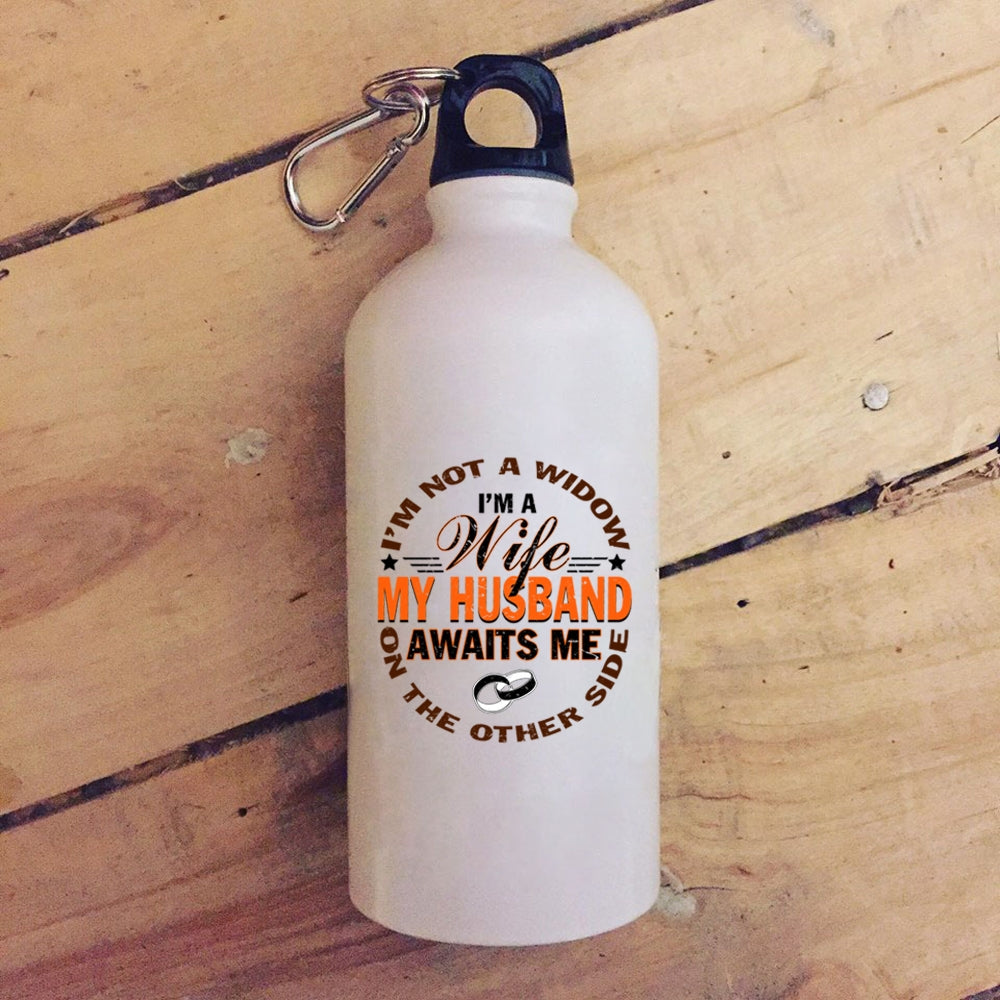 I'M NOT A WIDOW
I'M A
Wife
MY HUSBAND
AWAITS ME
ON THE OTHER SIDE